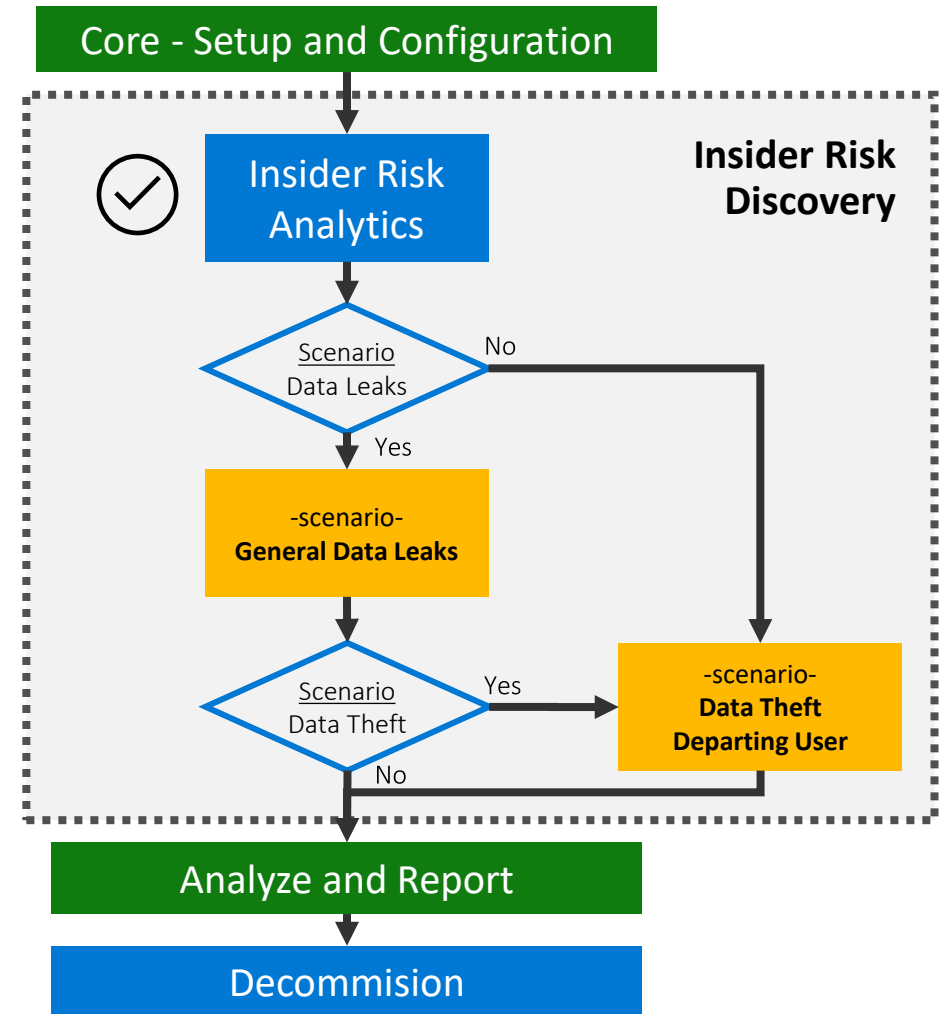 Core - Setup and Configuration
Insider Risk
Discovery
Insider Risk
Analytics
Scenario
Data Leaks
No
Yes
-scenario-
General Data Leaks
Scenario
Data Theft
Yes
No
-scenario-
Data Theft
Departing User
Analyze and Report
Decommision